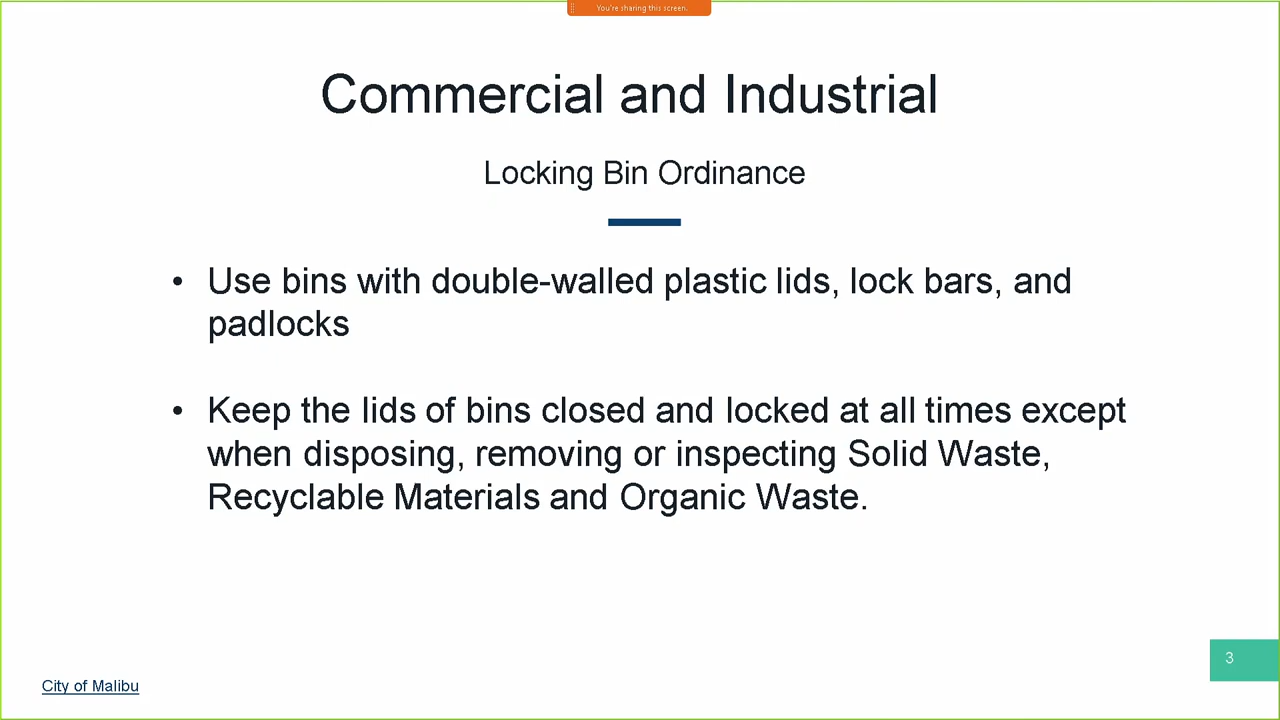 You're sharing this screen.
Commercial and Industrial
Locking Bin Ordinance
• Use bins with double-walled plastic lids, lock bars, and
padlocks
• Keep the lids of bins closed and locked at all times except
when disposing, removing or inspecting Solid Waste,
Recyclable Materials and Organic Waste.
3
City of Malibu